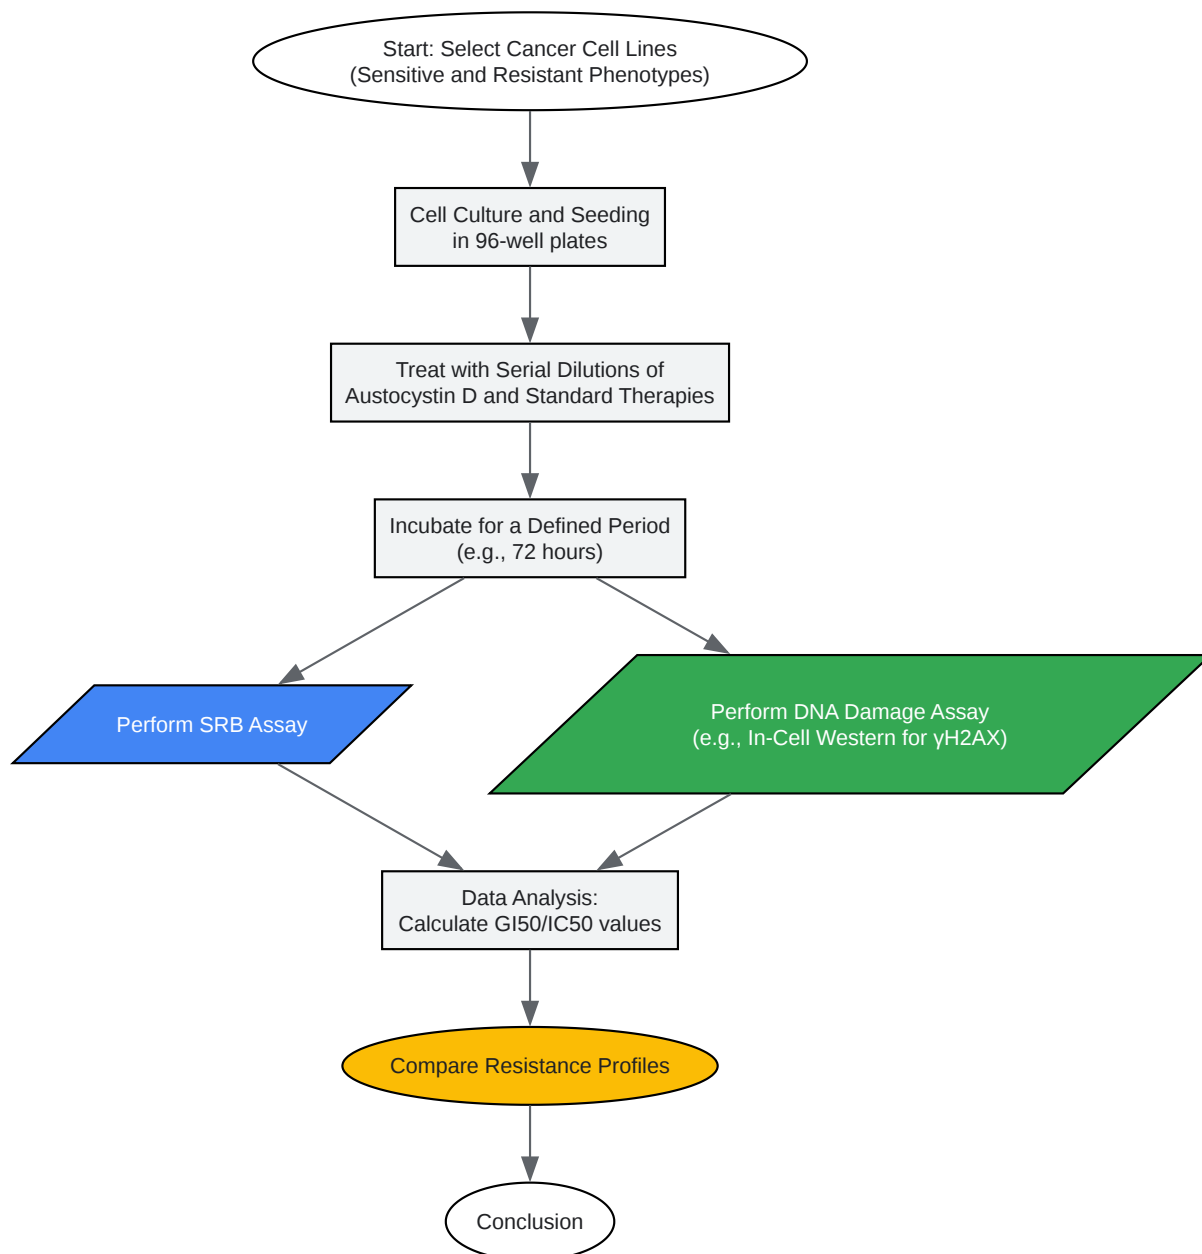 Start: Select Cancer Cell Lines
(Sensitive and Resistant Phenotypes)
Cell Culture and Seeding
in 96-well plates
Treat with Serial Dilutions of
Austocystin D and Standard Therapies
Incubate for a Defined Period
(e.g., 72 hours)
Perform SRB Assay
Perform DNA Damage Assay
(e.g., In-Cell Western for γH2AX)
Data Analysis:
Calculate GI50/IC50 values
Compare Resistance Profiles
Conclusion